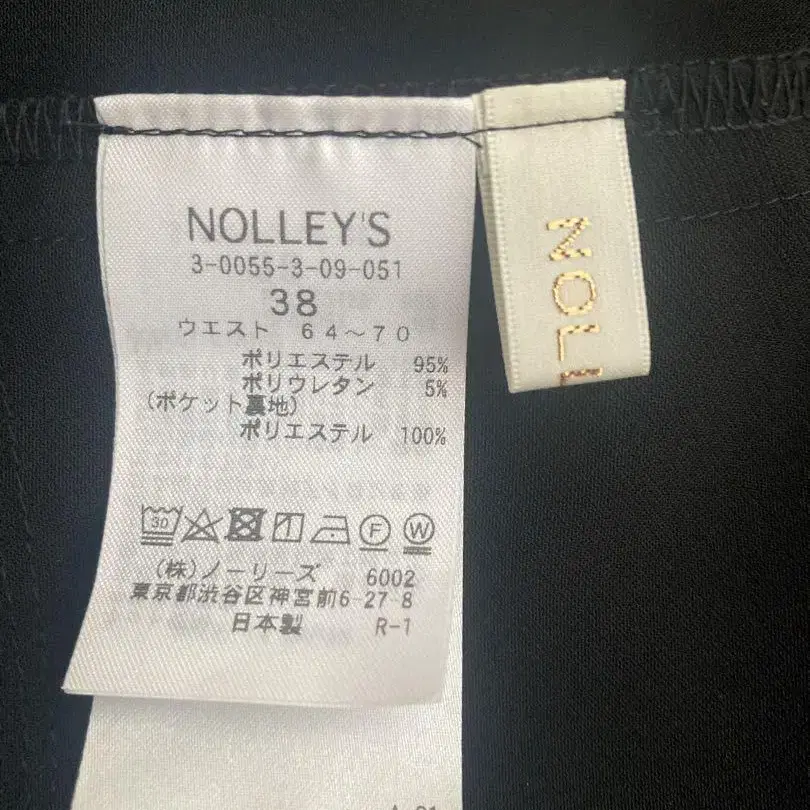 NOLLEY'S
3-0055-3-09-051
38
ウエスト 64～70
ポリエステル 95%
ポリウレタン 5%
(ポケット裏地)
ポリエステル 100%
30
F W
(株)ノーリーズ 6002
東京都渋谷区神宮前6-27-8
日本製 R-1
NOLL